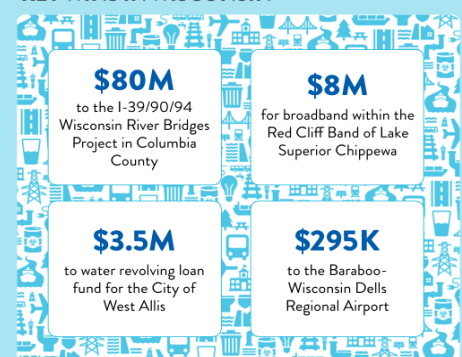 $80M
to the I-39/90/94
Wisconsin River Bridges
Project in Columbia
County
$8M
for broadband within the
Red Cliff Band of Lake
Superior Chippewa
$3.5M
to water revolving loan
fund for the City of
West Allis
$295K
to the Baraboo-
Wisconsin Dells
Regional Airport